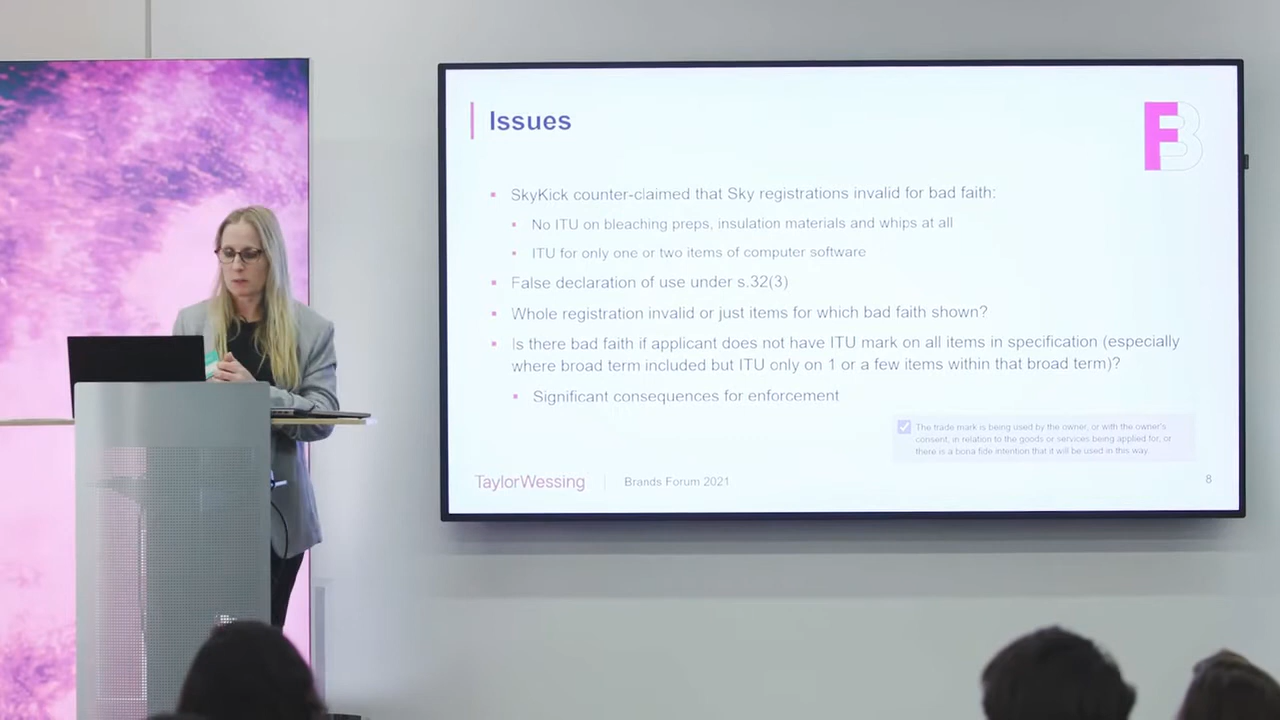 Issues
FB
SkyKick counter-claimed that Sky registrations invalid for bad faith:
No ITU on bleaching preps, insulation materials and whips at all
ITU for only one or two items of computer software
False declaration of use under s.32(3)
Whole registration invalid or just items for which bad faith shown?
Is there bad faith if applicant does not have ITU mark on all items in specification (especially
where broad term included but ITU only on 1 or a few items within that broad term)?
Significant consequences for enforcement
The trade mark is being used by the owner, or with the owner's
consent, in relation to the goods or services being applied for, or
there is a bona fide intention that it will be used in this way.
TaylorWessing
Brands Forum 2021
8